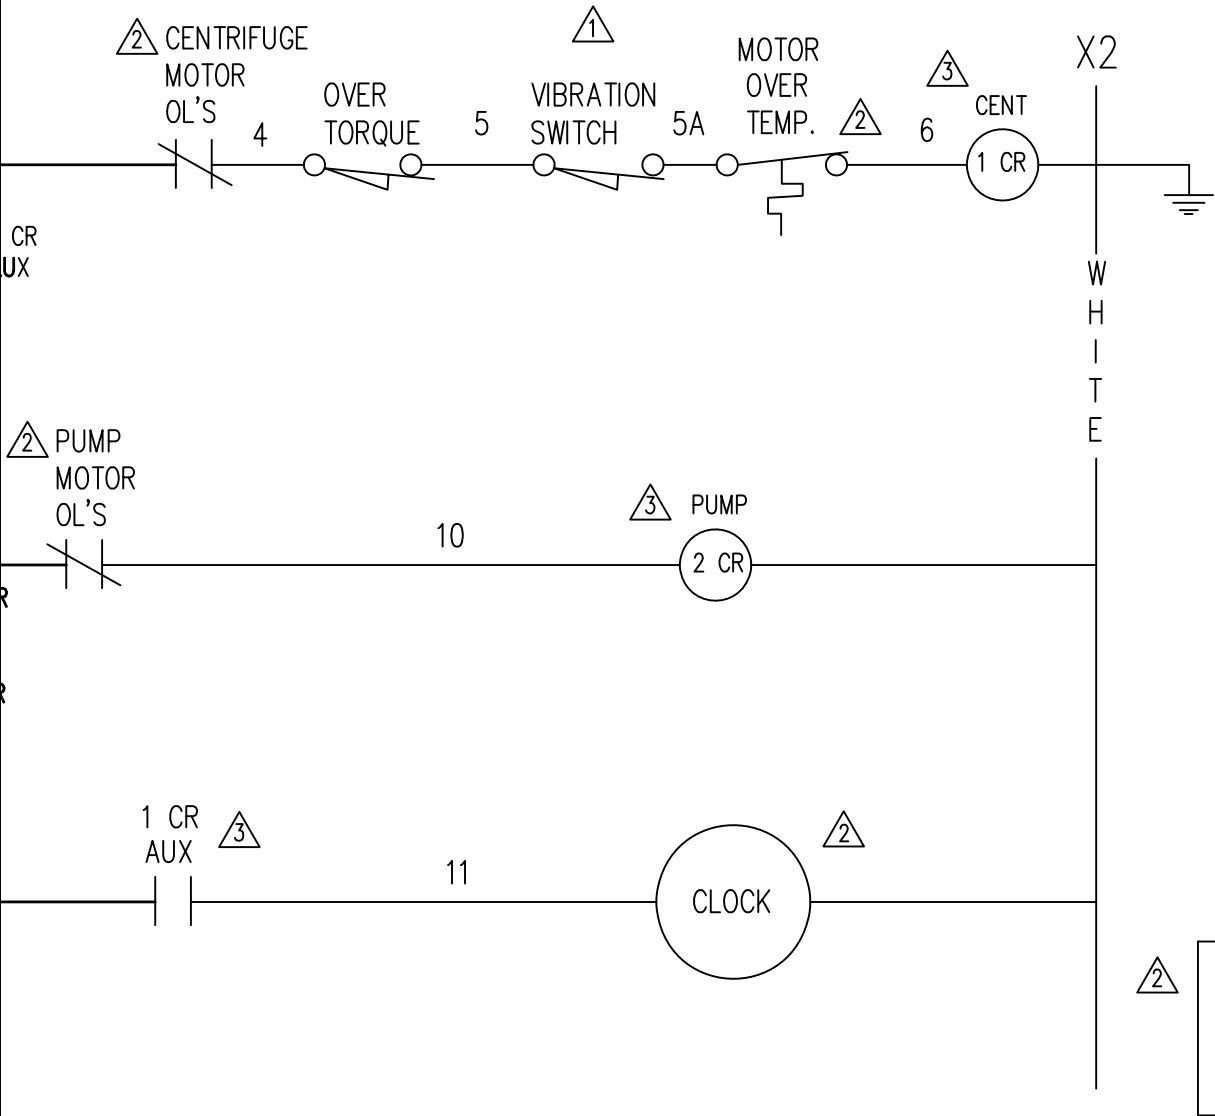 2 CENTRIFUGE
MOTOR
OL'S
4
OVER
TORQUE
5
1
VIBRATION
SWITCH
5A
MOTOR
OVER
TEMP.
2
6
3
CENT
1 CR
X2
CR
UX
WHITE
2 PUMP
MOTOR
OL'S
10
3 PUMP
2 CR
R
R
1 CR
AUX
3
11
CLOCK
2
2